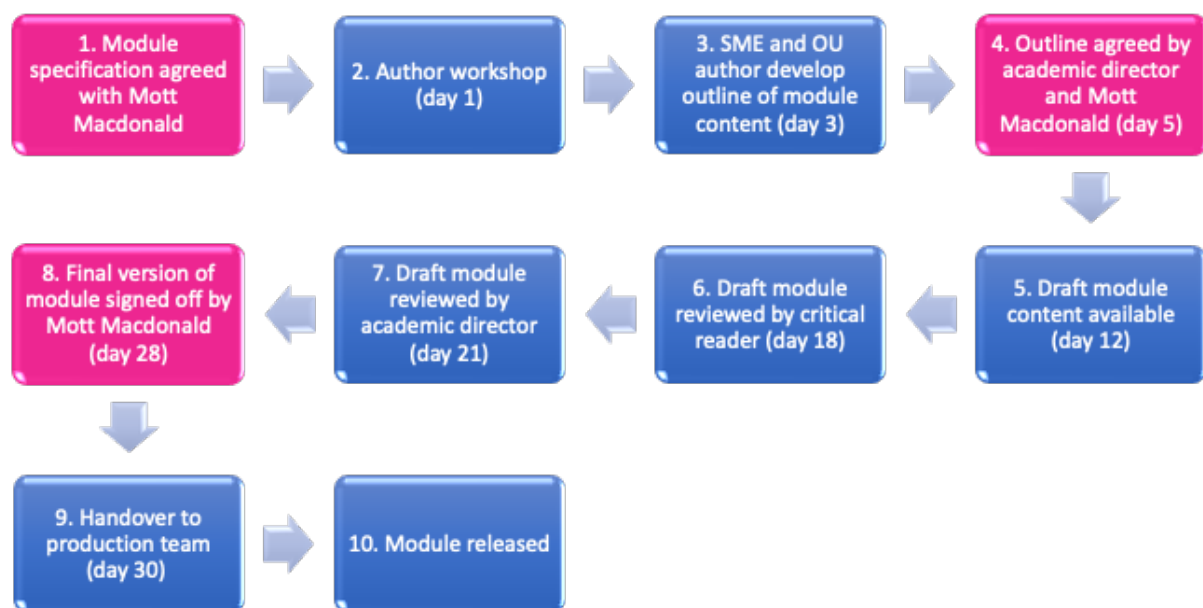 1. Module
specification agreed
with Mott
Macdonald
2. Author workshop
(day 1)
3. SME and OU
author develop
outline of module
content (day 3)
4. Outline agreed by
academic director
and Mott
Macdonald (day 5)
5. Draft module
content available
(day 12)
6. Draft module
reviewed by critical
reader (day 18)
7. Draft module
reviewed by
academic director
(day 21)
8. Final version of
module signed off by
Mott Macdonald
(day 28)
9. Handover to
production team
(day 30)
10. Module released